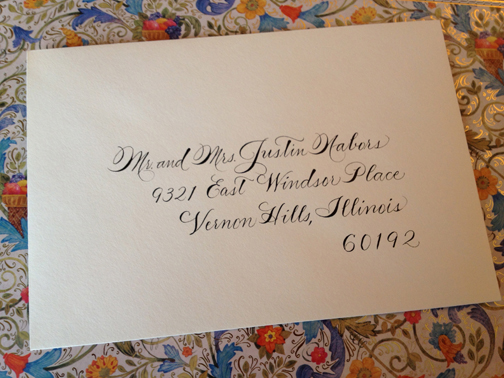 Mr. and Mrs. Justin Nabors
9321 East Windsor Place
Vernon Hills, Illinois
60192